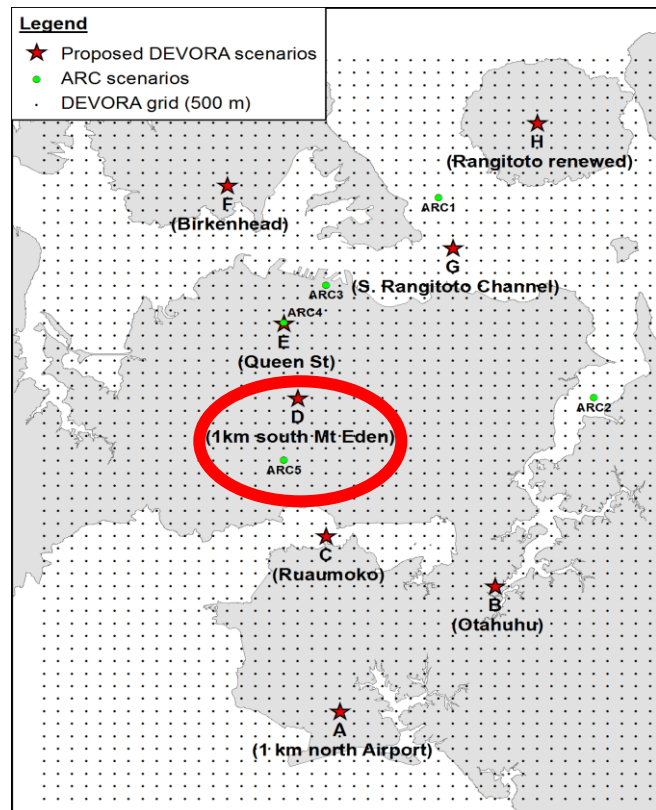 Legend
Proposed DEVORA scenarios
ARC scenarios
DEVORA grid (500 m)
H
(Rangitoto renewed)
F
(Birkenhead)
ARC1
G
(S. Rangitoto Channel)
ARC3
ARC4
E
(Queen St)
D
(1km south Mt Eden)
ARC2
ARC5
C
(Ruaumoko)
B
(Otahuhu)
A
(1 km north Airport)